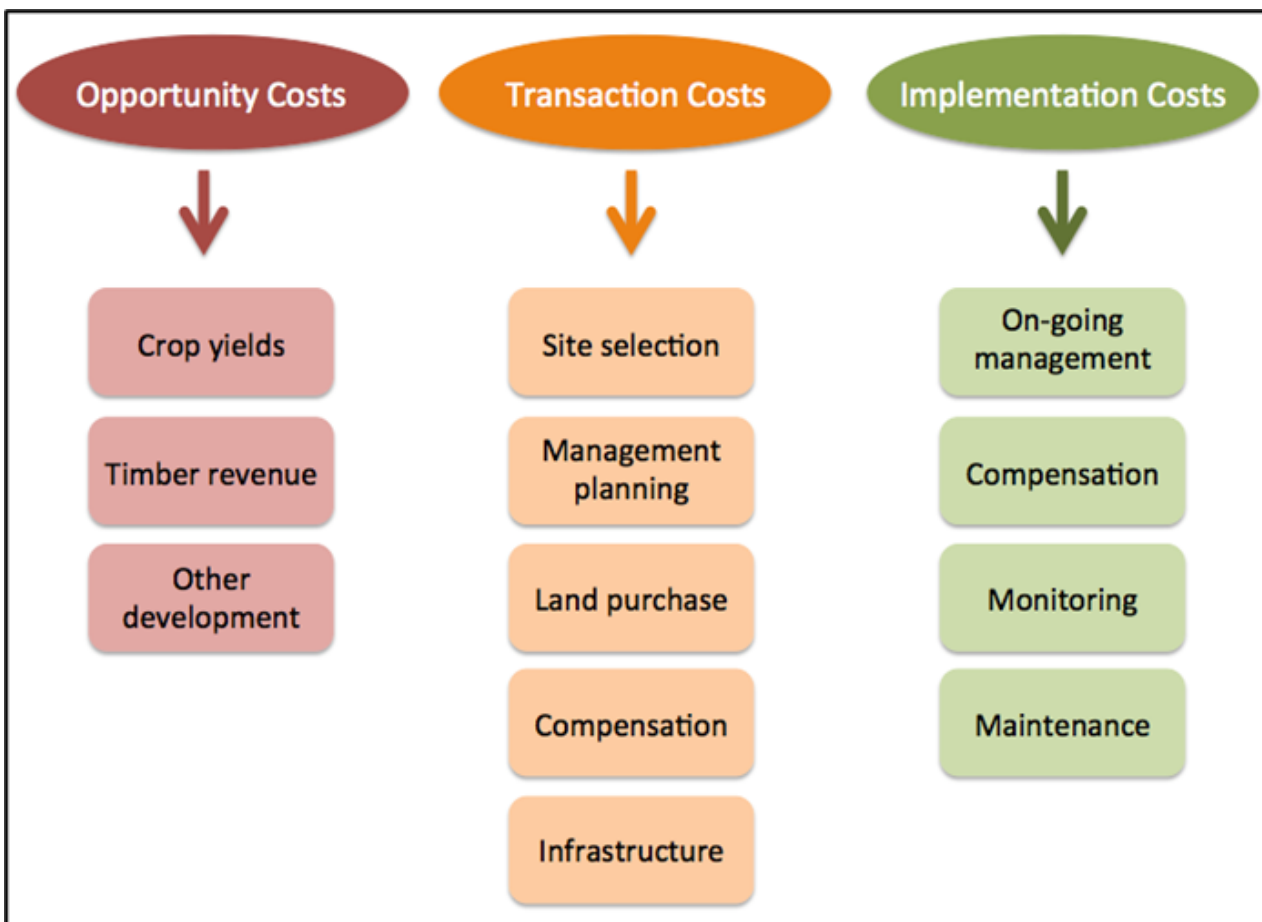 Opportunity Costs
Transaction Costs
Implementation Costs
Crop yields
Timber revenue
Other
development
Site selection
Management
planning
Land purchase
Compensation
Infrastructure
On-going
management
Compensation
Monitoring
Maintenance